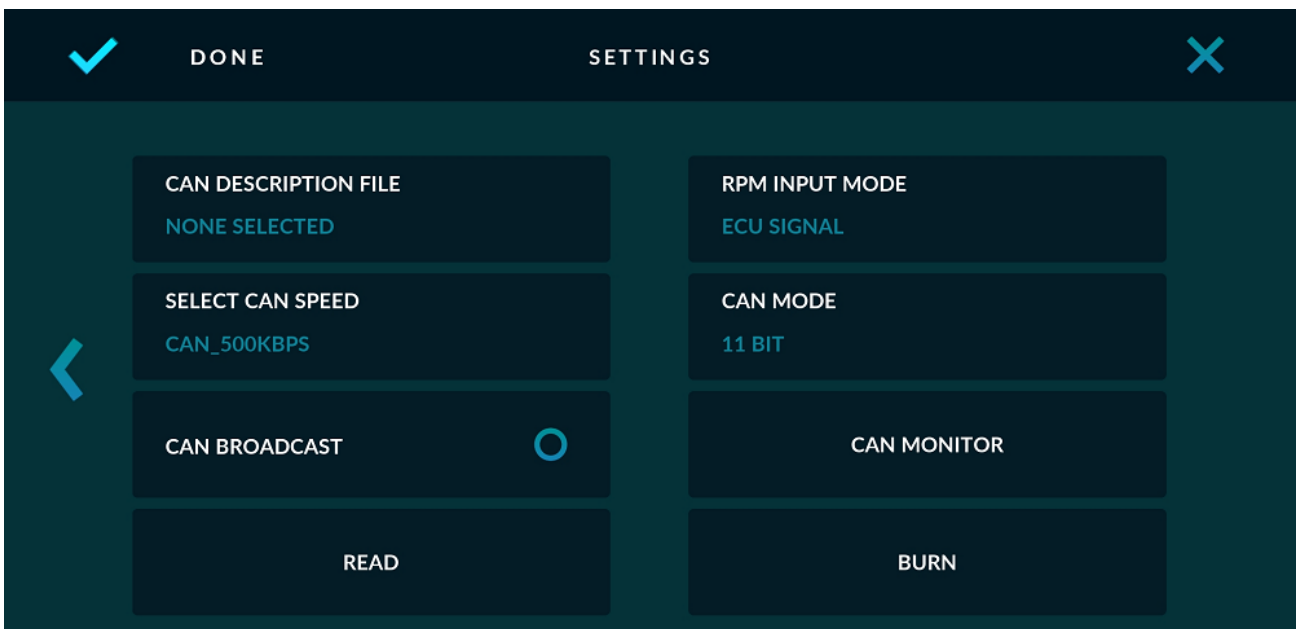 DONE
SETTINGS
CAN DESCRIPTION FILE
NONE SELECTED
RPM INPUT MODE
ECU SIGNAL
SELECT CAN SPEED
CAN_500KBPS
CAN MODE
11 BIT
CAN BROADCAST
CAN MONITOR
READ
BURN